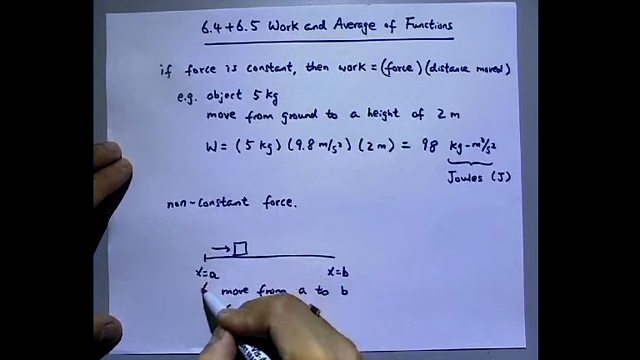 6.4+6.5 Work and Average of Functions
if force is constant, then work = (force)(distance moved)
e.g. object 5 kg
move from ground to a height of 2 m
W = (5 kg)(9.8 m/s²)(2 m) = 98 kg-m²/s²
Joules (J)
non-constant force.
x=a x=b
move from a to b